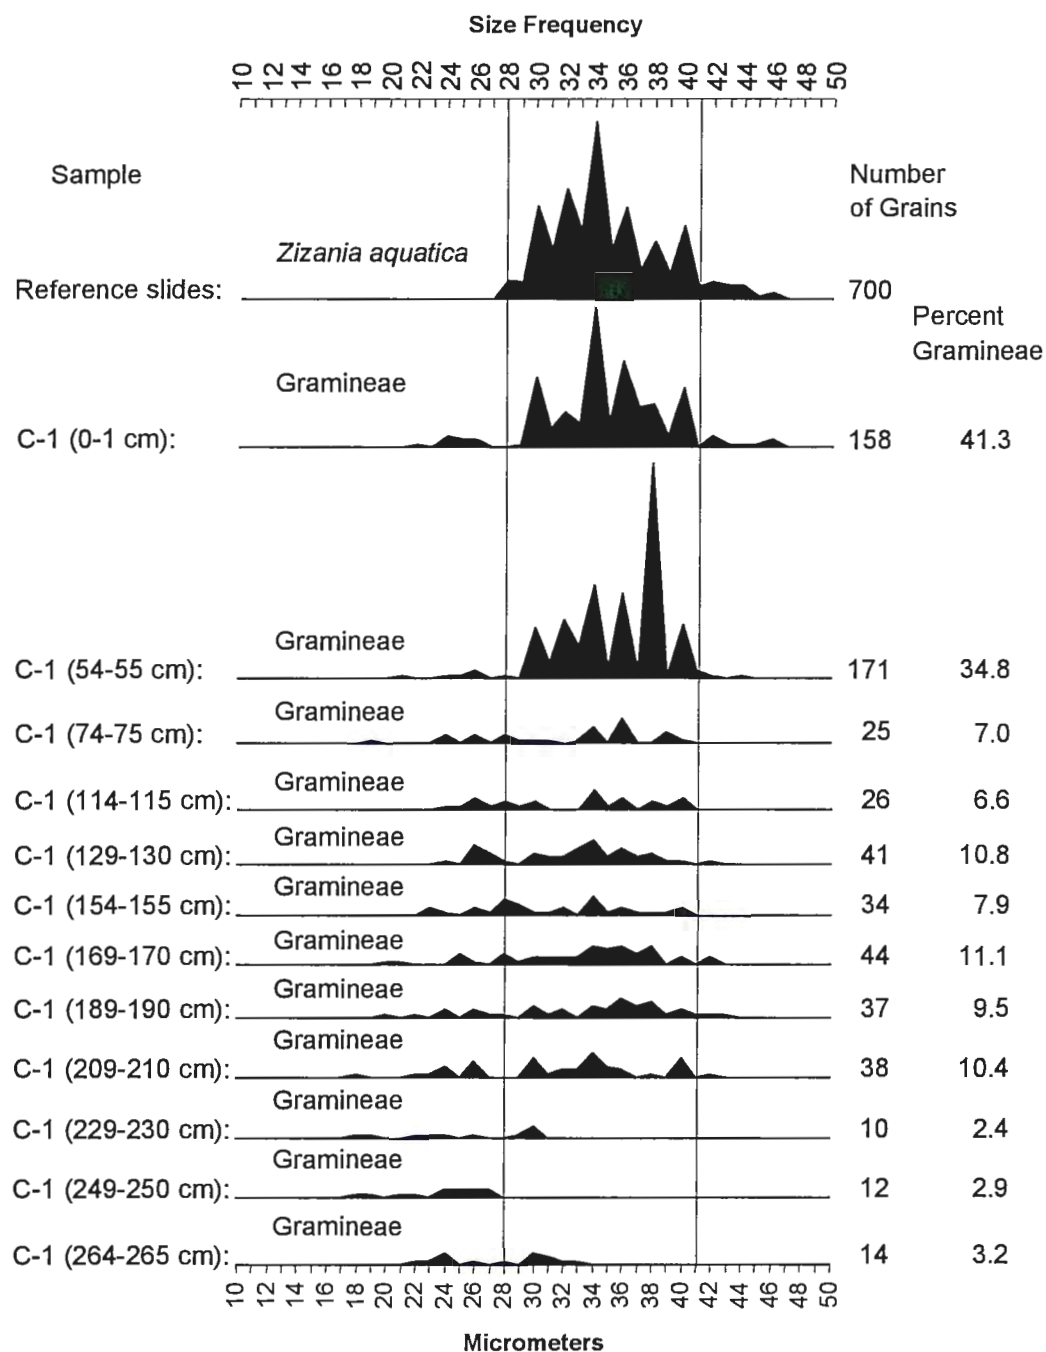 Size Frequency
10 12 14 16 18 20 22 24 26 28 30 32 34 36 38 40 42 44 46 48 50
Sample
Number
of Grains
Zizania aquatica
Reference slides: 700
Percent
Gramineae
Gramineae
C-1 (0-1 cm): 158 41.3
Gramineae
C-1 (54-55 cm): 171 34.8
Gramineae
C-1 (74-75 cm): 25 7.0
Gramineae
C-1 (114-115 cm): 26 6.6
Gramineae
C-1 (129-130 cm): 41 10.8
Gramineae
C-1 (154-155 cm): 34 7.9
Gramineae
C-1 (169-170 cm): 44 11.1
Gramineae
C-1 (189-190 cm): 37 9.5
Gramineae
C-1 (209-210 cm): 38 10.4
Gramineae
C-1 (229-230 cm): 10 2.4
Gramineae
C-1 (249-250 cm): 12 2.9
Gramineae
C-1 (264-265 cm): 14 3.2
10 12 14 16 18 20 22 24 26 28 30 32 34 36 38 40 42 44 46 48 50
Micrometers